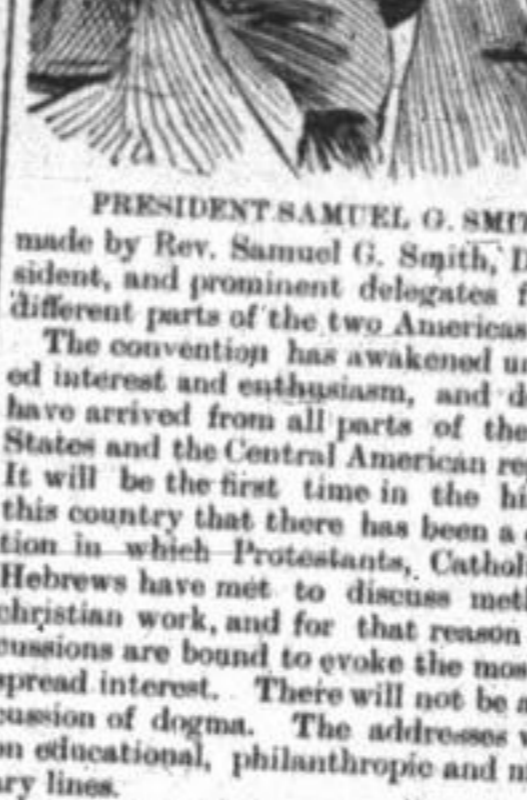 PRESIDENT SAMUEL G. SMI
made by Rev. Samuel G. Smith, D
sident, and prominent delegates f
different parts of the two Americas
The convention has awakened un
ed interest and enthusiasm, and de
have arrived from all parts of the
States and the Central American re
It will be the first time in the hi
this country that there has been a
tion in which Protestants, Cathol
Hebrews have met to discuss met
christian work, and for that reason
cussions are bound to evoke the mos
spread interest. There will not be a
cussion of dogma. The addresses w
on educational, philanthropic and m
ary lines.